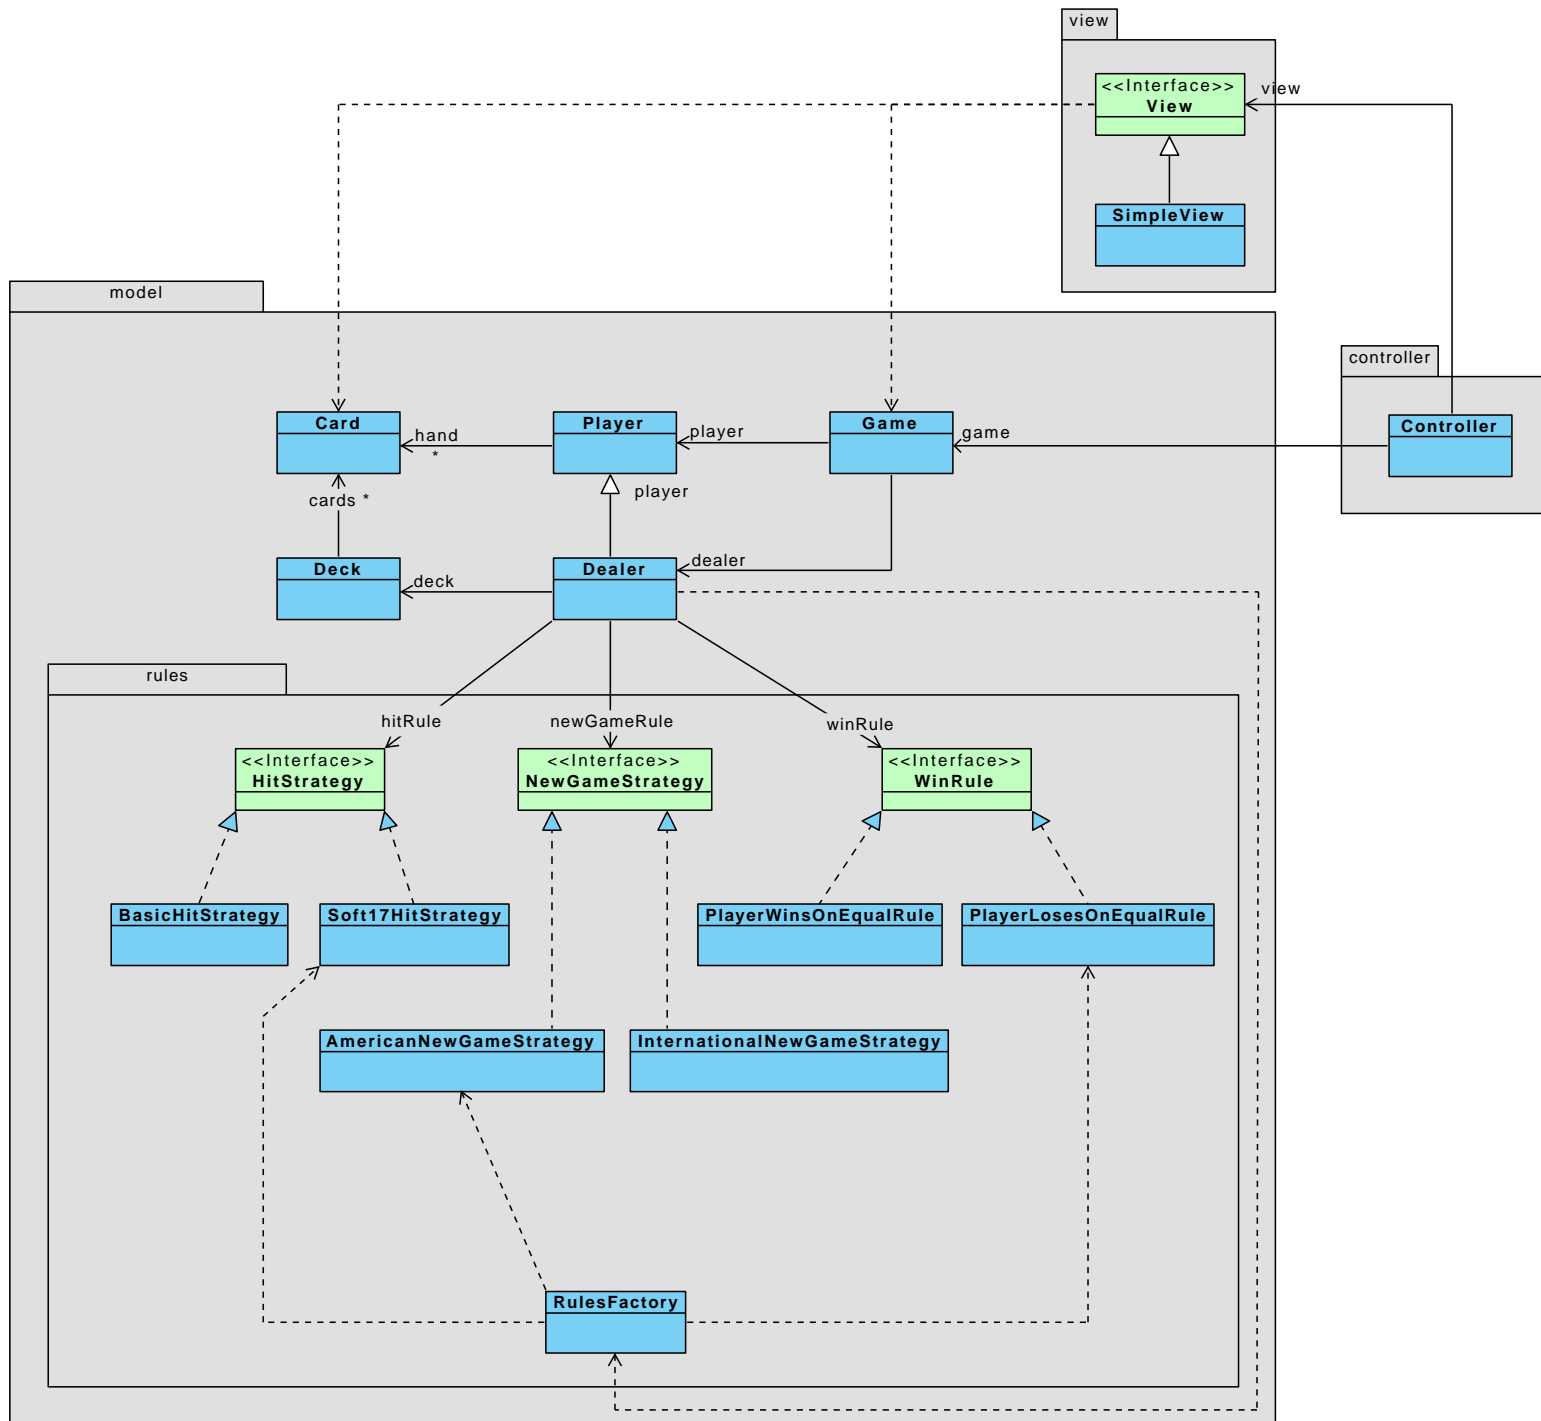 view
<<Interface>>
View
view
SimpleView
model
controller
Card
hand
*
Player
player
Game
game
Controller
cards *
player
Deck
deck
Dealer
dealer
rules
hitRule
newGameRule
winRule
<<Interface>>
HitStrategy
<<Interface>>
NewGameStrategy
<<Interface>>
WinRule
BasicHitStrategy
Soft17HitStrategy
PlayerWinsOnEqualRule
PlayerLosesOnEqualRule
AmericanNewGameStrategy
InternationalNewGameStrategy
RulesFactory